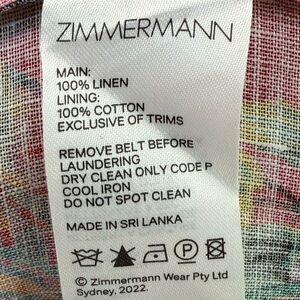 ZIMMERMANN
MAIN:
100% LINEN
LINING:
100% COTTON
EXCLUSIVE OF TRIMS
REMOVE BELT BEFORE
LAUNDERING
DRY CLEAN ONLY CODE P
COOL IRON
DO NOT SPOT CLEAN
MADE IN SRI LANKA
P
© Zimmermann Wear Pty Ltd
Sydney, 2022.